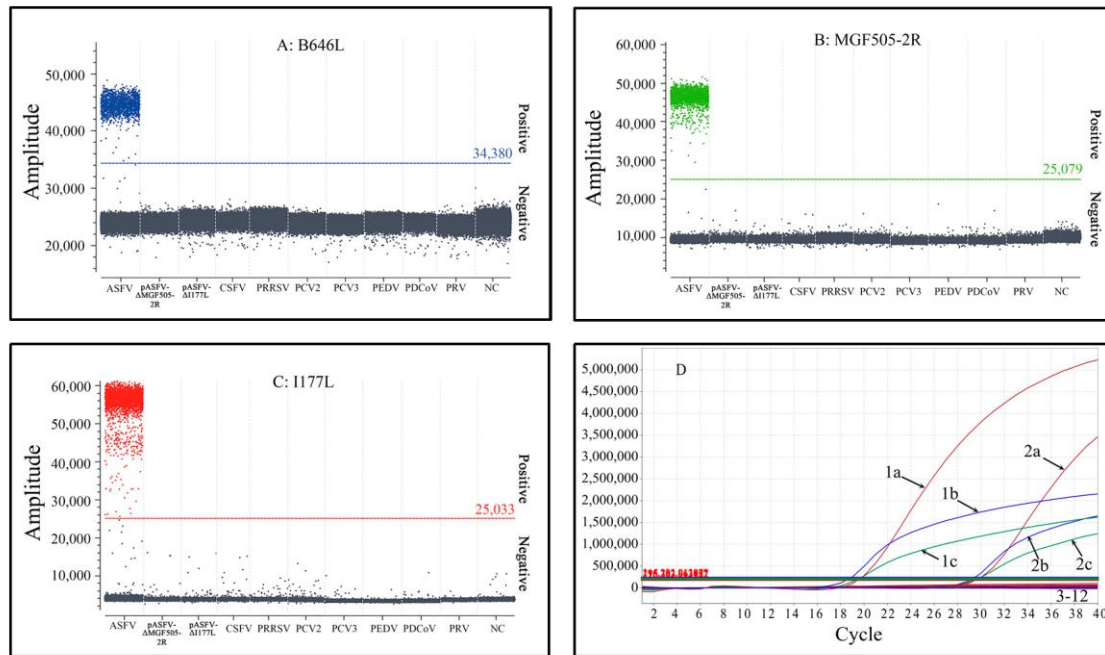 A: B646L
Amplitude
50,000
40,000
30,000
20,000
34,380
Positive
Negative
ASFV pASFV-ΔMGF505-2R pASFV-ΔI177L CSFV PRRSV PCV2 PCV3 PEDV PDCoV PRV NC
B: MGF505-2R
Amplitude
60,000
50,000
40,000
30,000
20,000
10,000
25,079
Positive
Negative
ASFV pASFV-ΔMGF505-2R pASFV-ΔI177L CSFV PRRSV PCV2 PCV3 PEDV PDCoV PRV NC
C: I177L
Amplitude
60,000
50,000
40,000
30,000
20,000
10,000
25,033
Positive
Negative
ASFV pASFV-ΔMGF505-2R pASFV-ΔI177L CSFV PRRSV PCV2 PCV3 PEDV PDCoV PRV NC
D
5,000,000
4,500,000
4,000,000
3,500,000
3,000,000
2,500,000
2,000,000
1,500,000
1,000,000
500,000
0
1a
2a
1b
1c
2b
2c
3-12
2 4 6 8 10 12 14 16 18 20 22 24 26 28 30 32 34 36 38 40
Cycle